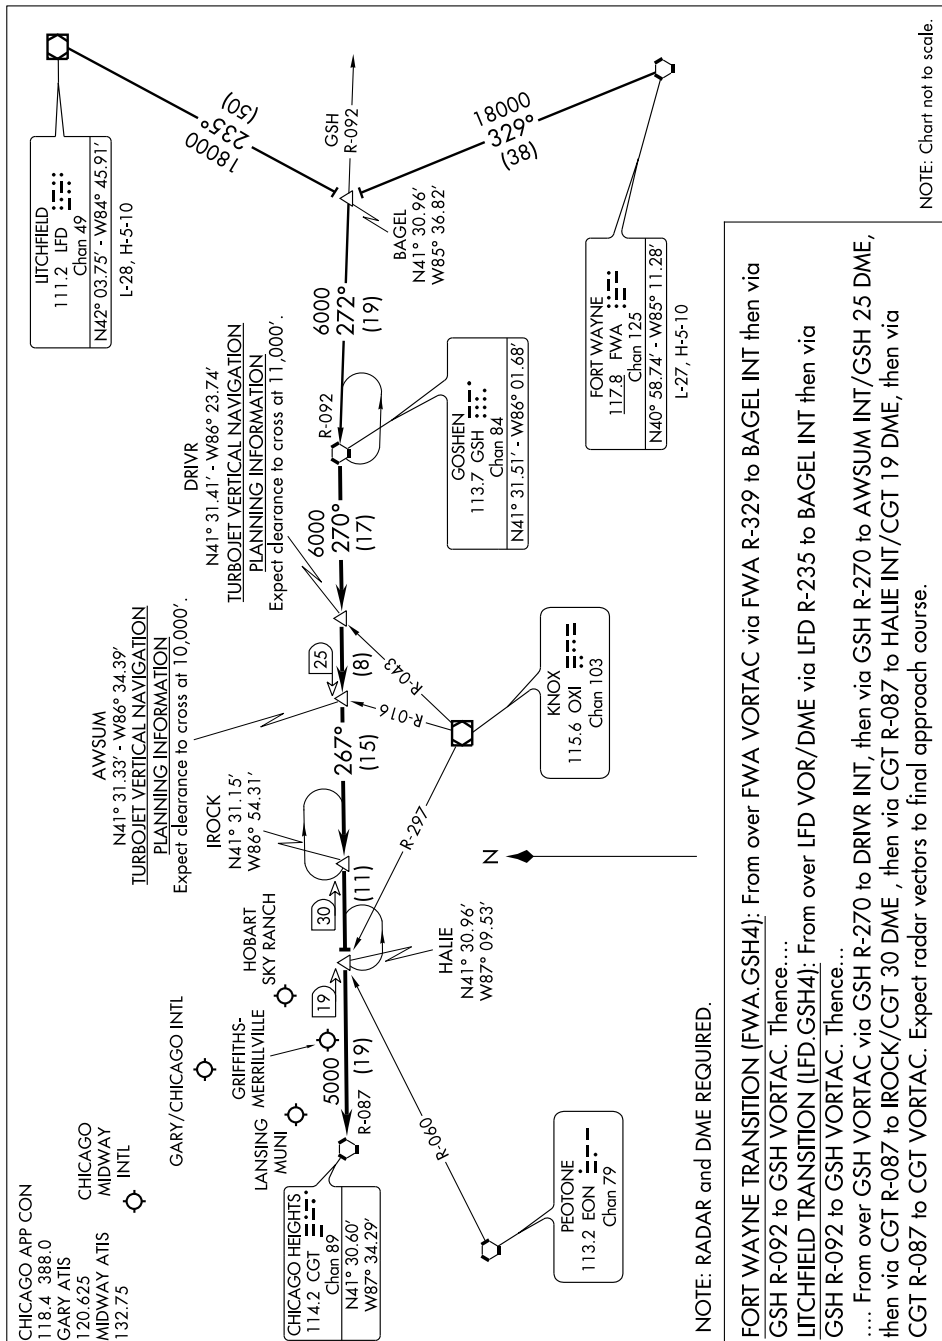 CHICAGO APP CON
118.4 388.0
GARY ATIS
120.625
MIDWAY ATIS
132.75
CHICAGO
MIDWAY
INTL
GARY/CHICAGO INTL
LANSING
MUNI
GRIFFITHS-
MERRILLVILLE
HOBART
SKY RANCH
CHICAGO HEIGHTS
114.2 CGT
Chan 89
N41° 30.60'
W87° 34.29'
5000
(19)
R-087
19
HALIE
N41° 30.96'
W87° 09.53'
30
(11)
IROCK
N41° 31.15'
W86° 54.31'
267°
(15)
AWSUM
N41° 31.33' - W86° 34.39'
TURBOJET VERTICAL NAVIGATION
PLANNING INFORMATION
Expect clearance to cross at 10,000'.
25
(8)
DRIVR
N41° 31.41' - W86° 23.74'
TURBOJET VERTICAL NAVIGATION
PLANNING INFORMATION
Expect clearance to cross at 11,000'.
6000
270°
(17)
R-092
GOSHEN
113.7 GSH
Chan 84
N41° 31.51' - W86° 01.68'
6000
272°
(19)
BAGEL
N41° 30.96'
W85° 36.82'
GSH
R-092
LITCHFIELD
111.2 LFD
Chan 49
N42° 03.75' - W84° 45.91'
L-28, H-5-10
18000
235°
(50)
18000
329°
(38)
FORT WAYNE
117.8 FWA
Chan 125
N40° 58.74' - W85° 11.28'
L-27, H-5-10
R-043
R-016
R-297
KNOX
115.6 OXI
Chan 103
N
R-060
PEOTONE
113.2 EON
Chan 79
NOTE: RADAR and DME REQUIRED.
NOTE: Chart not to scale.
FORT WAYNE TRANSITION (FWA.GSH4): From over FWA VORTAC via FWA R-329 to BAGEL INT then via
GSH R-092 to GSH VORTAC. Thence....
LITCHFIELD TRANSITION (LFD.GSH4): From over LFD VOR/DME via LFD R-235 to BAGEL INT then via
GSH R-092 to GSH VORTAC. Thence...
.... From over GSH VORTAC via GSH R-270 to DRIVR INT, then via GSH R-270 to AWSUM INT/GSH 25 DME,
then via CGT R-087 to IROCK/CGT 30 DME , then via CGT R-087 to HALIE INT/CGT 19 DME, then via
CGT R-087 to CGT VORTAC. Expect radar vectors to final approach course.